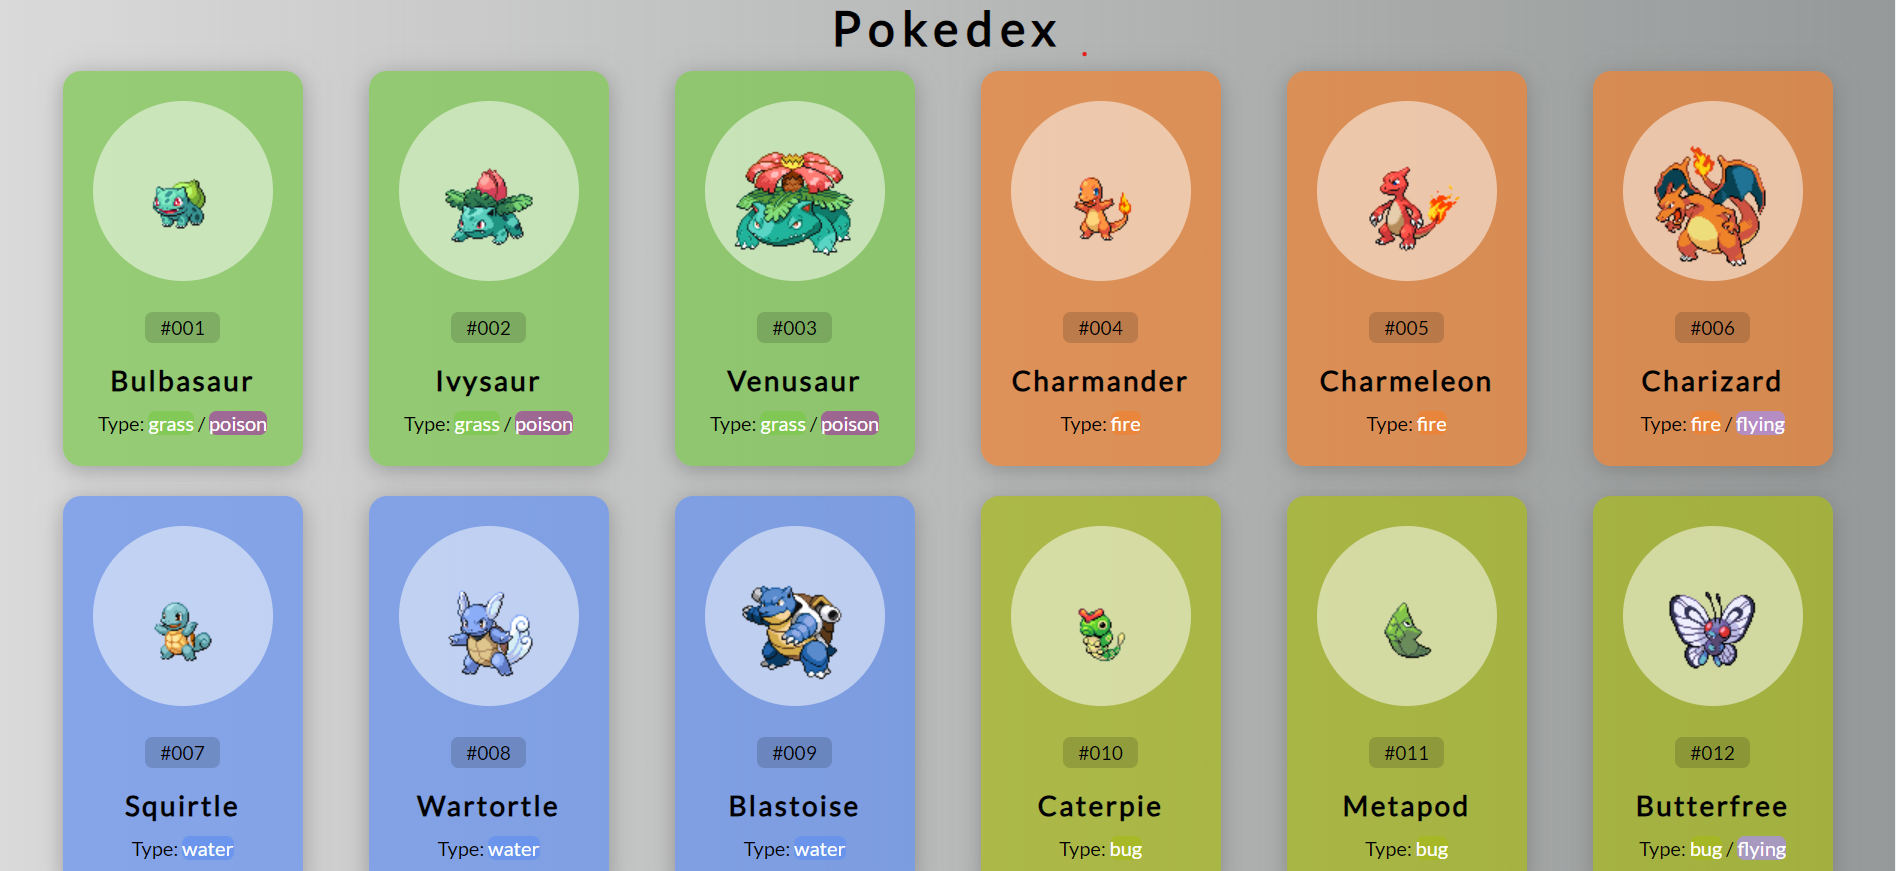 Pokedex
#001
Bulbasaur
Type: grass / poison
#002
Ivysaur
Type: grass / poison
#003
Venusaur
Type: grass / poison
#004
Charmander
Type: fire
#005
Charmeleon
Type: fire
#006
Charizard
Type: fire / flying
#007
Squirtle
Type: water
#008
Wartortle
Type: water
#009
Blastoise
Type: water
#010
Caterpie
Type: bug
#011
Metapod
Type: bug
#012
Butterfree
Type: bug / flying